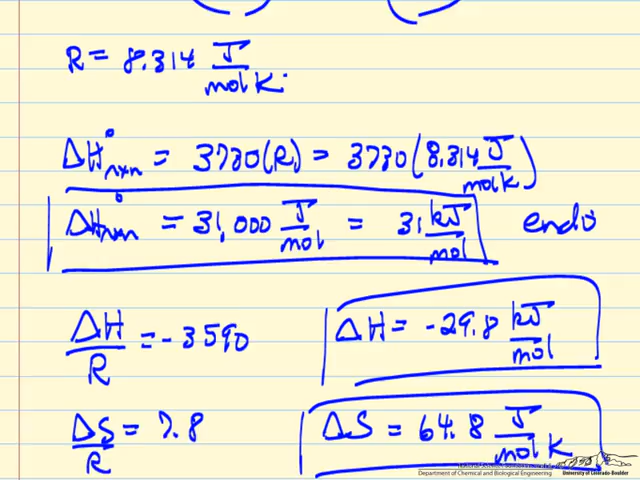 R = 8.314 J/mol K
ΔH°rxn = 3730(R) = 3730(8.314 J/mol K)
ΔH°rxn = 31,000 J/mol = 31 kJ/mol endo
ΔH/R = -3590 ΔH = -29.8 kJ/mol
ΔS/R = 7.8 ΔS = 64.8 J/mol K
Department of Chemical and Biological Engineering University of Colorado Boulder